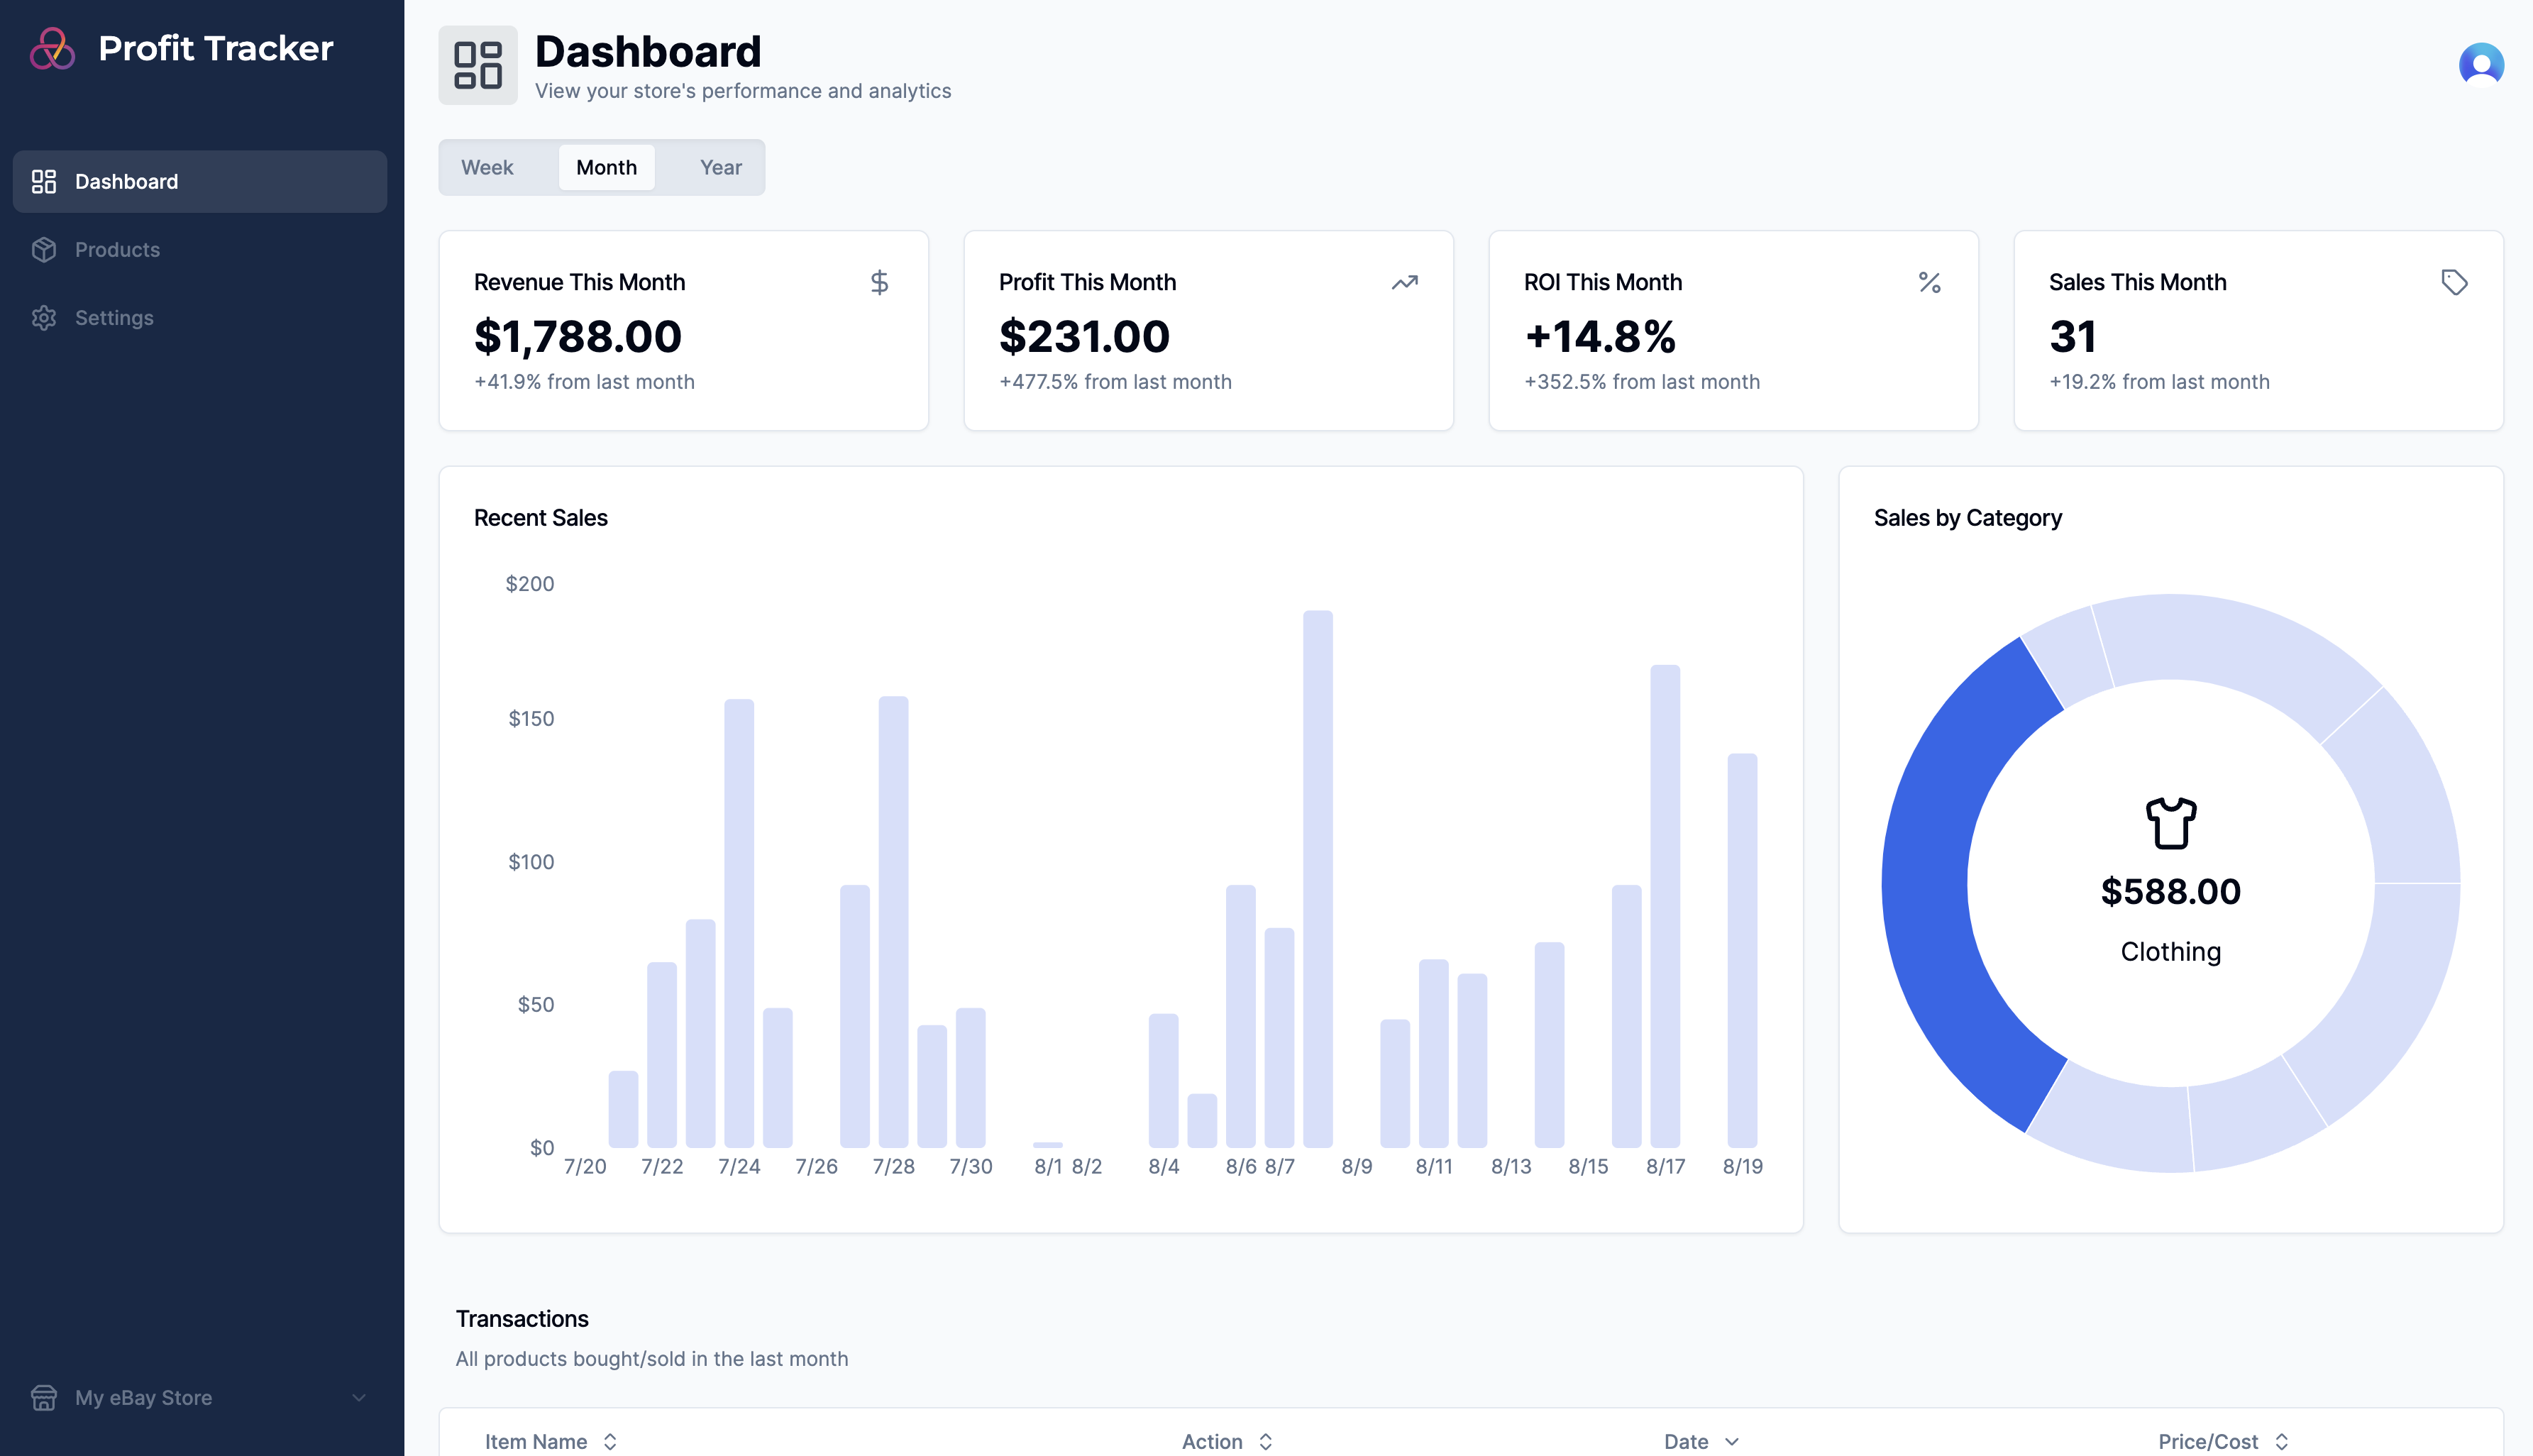 Profit Tracker
Dashboard
Products
Settings
My eBay Store
Dashboard
View your store's performance and analytics
Week Month Year
Revenue This Month
$1,788.00
+41.9% from last month
Profit This Month
$231.00
+477.5% from last month
ROI This Month
+14.8%
+352.5% from last month
Sales This Month
31
+19.2% from last month
Recent Sales
$200
$150
$100
$50
$0
7/20 7/22 7/24 7/26 7/28 7/30 8/1 8/2 8/4 8/6 8/7 8/9 8/11 8/13 8/15 8/17 8/19
Sales by Category
$588.00
Clothing
Transactions
All products bought/sold in the last month
Item Name Action Date Price/Cost